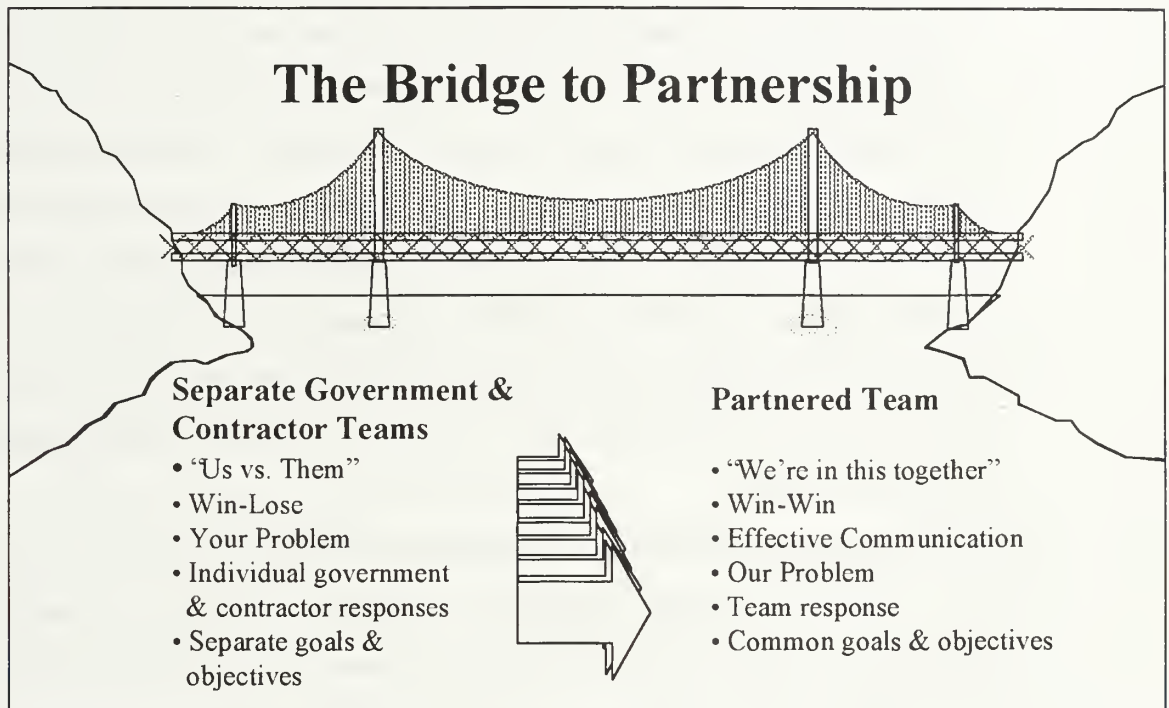 The Bridge to Partnership
Separate Government &
Contractor Teams
• "Us vs. Them"
• Win-Lose
• Your Problem
• Individual government
& contractor responses
• Separate goals &
objectives
Partnered Team
• "We're in this together"
• Win-Win
• Effective Communication
• Our Problem
• Team response
• Common goals & objectives